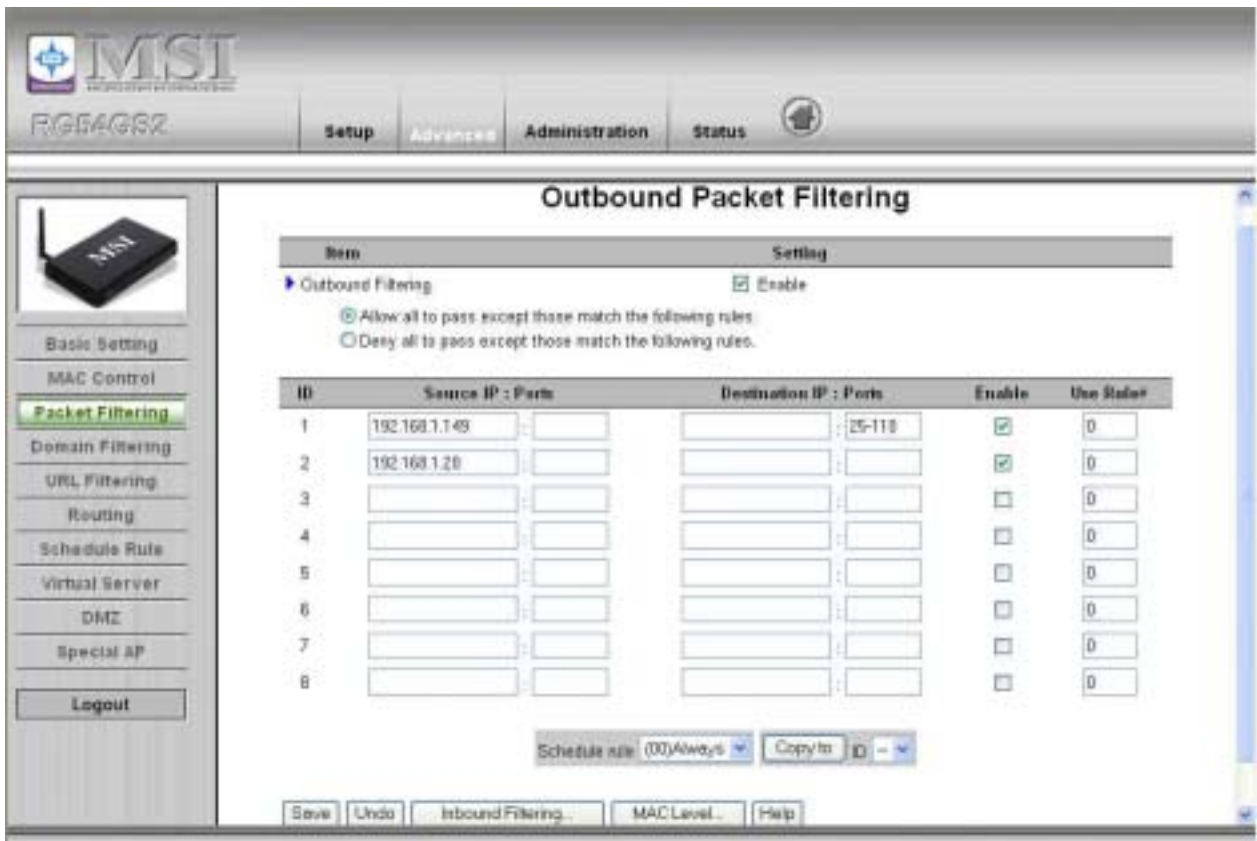 MSI
RG54GS2
Setup Advanced Administration Status
MSI
Basic Setting
MAC Control
Packet Filtering
Domain Filtering
URL Filtering
Routing
Schedule Rule
Virtual Server
DMZ
Special AP
Logout
Outbound Packet Filtering
Item Setting
Outbound Filtering Enable
Allow all to pass except those match the following rules.
Deny all to pass except those match the following rules.
ID Source IP : Ports Destination IP : Ports Enable Use Rule#
1 192.168.1.149 : : 25-110 0
2 192.168.1.20 : : 0
3 : : 0
4 : : 0
5 : : 0
6 : : 0
7 : : 0
8 : : 0
Schedule rule (00)Always Copy to ID --
Save Undo Inbound Filtering... MAC Level... Help